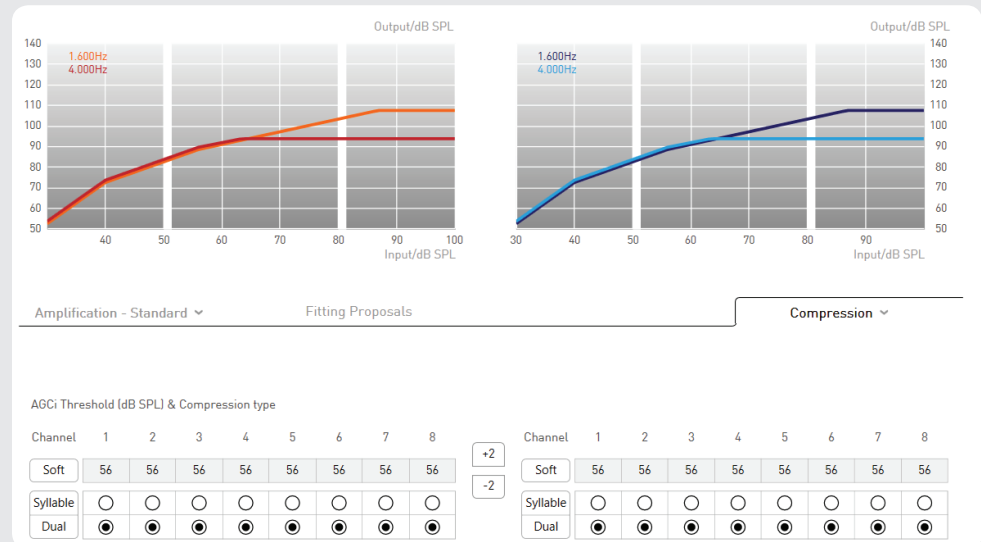 Output/dB SPL Output/dB SPL
140 140
1.600Hz 1.600Hz
130 130
4.000Hz 4.000Hz
120 120
110 110
100 100
90 90
80 80
70 70
60 60
50 50
40 50 60 70 80 90 100 30 40 50 60 70 80 90
Input/dB SPL Input/dB SPL
Amplification - Standard Fitting Proposals Compression
AGCi Threshold (dB SPL) & Compression type
Channel 1 2 3 4 5 6 7 8 Channel 1 2 3 4 5 6 7 8
+2
Soft 56 56 56 56 56 56 56 56 Soft 56 56 56 56 56 56 56 56
-2
Syllable Syllable
Dual Dual